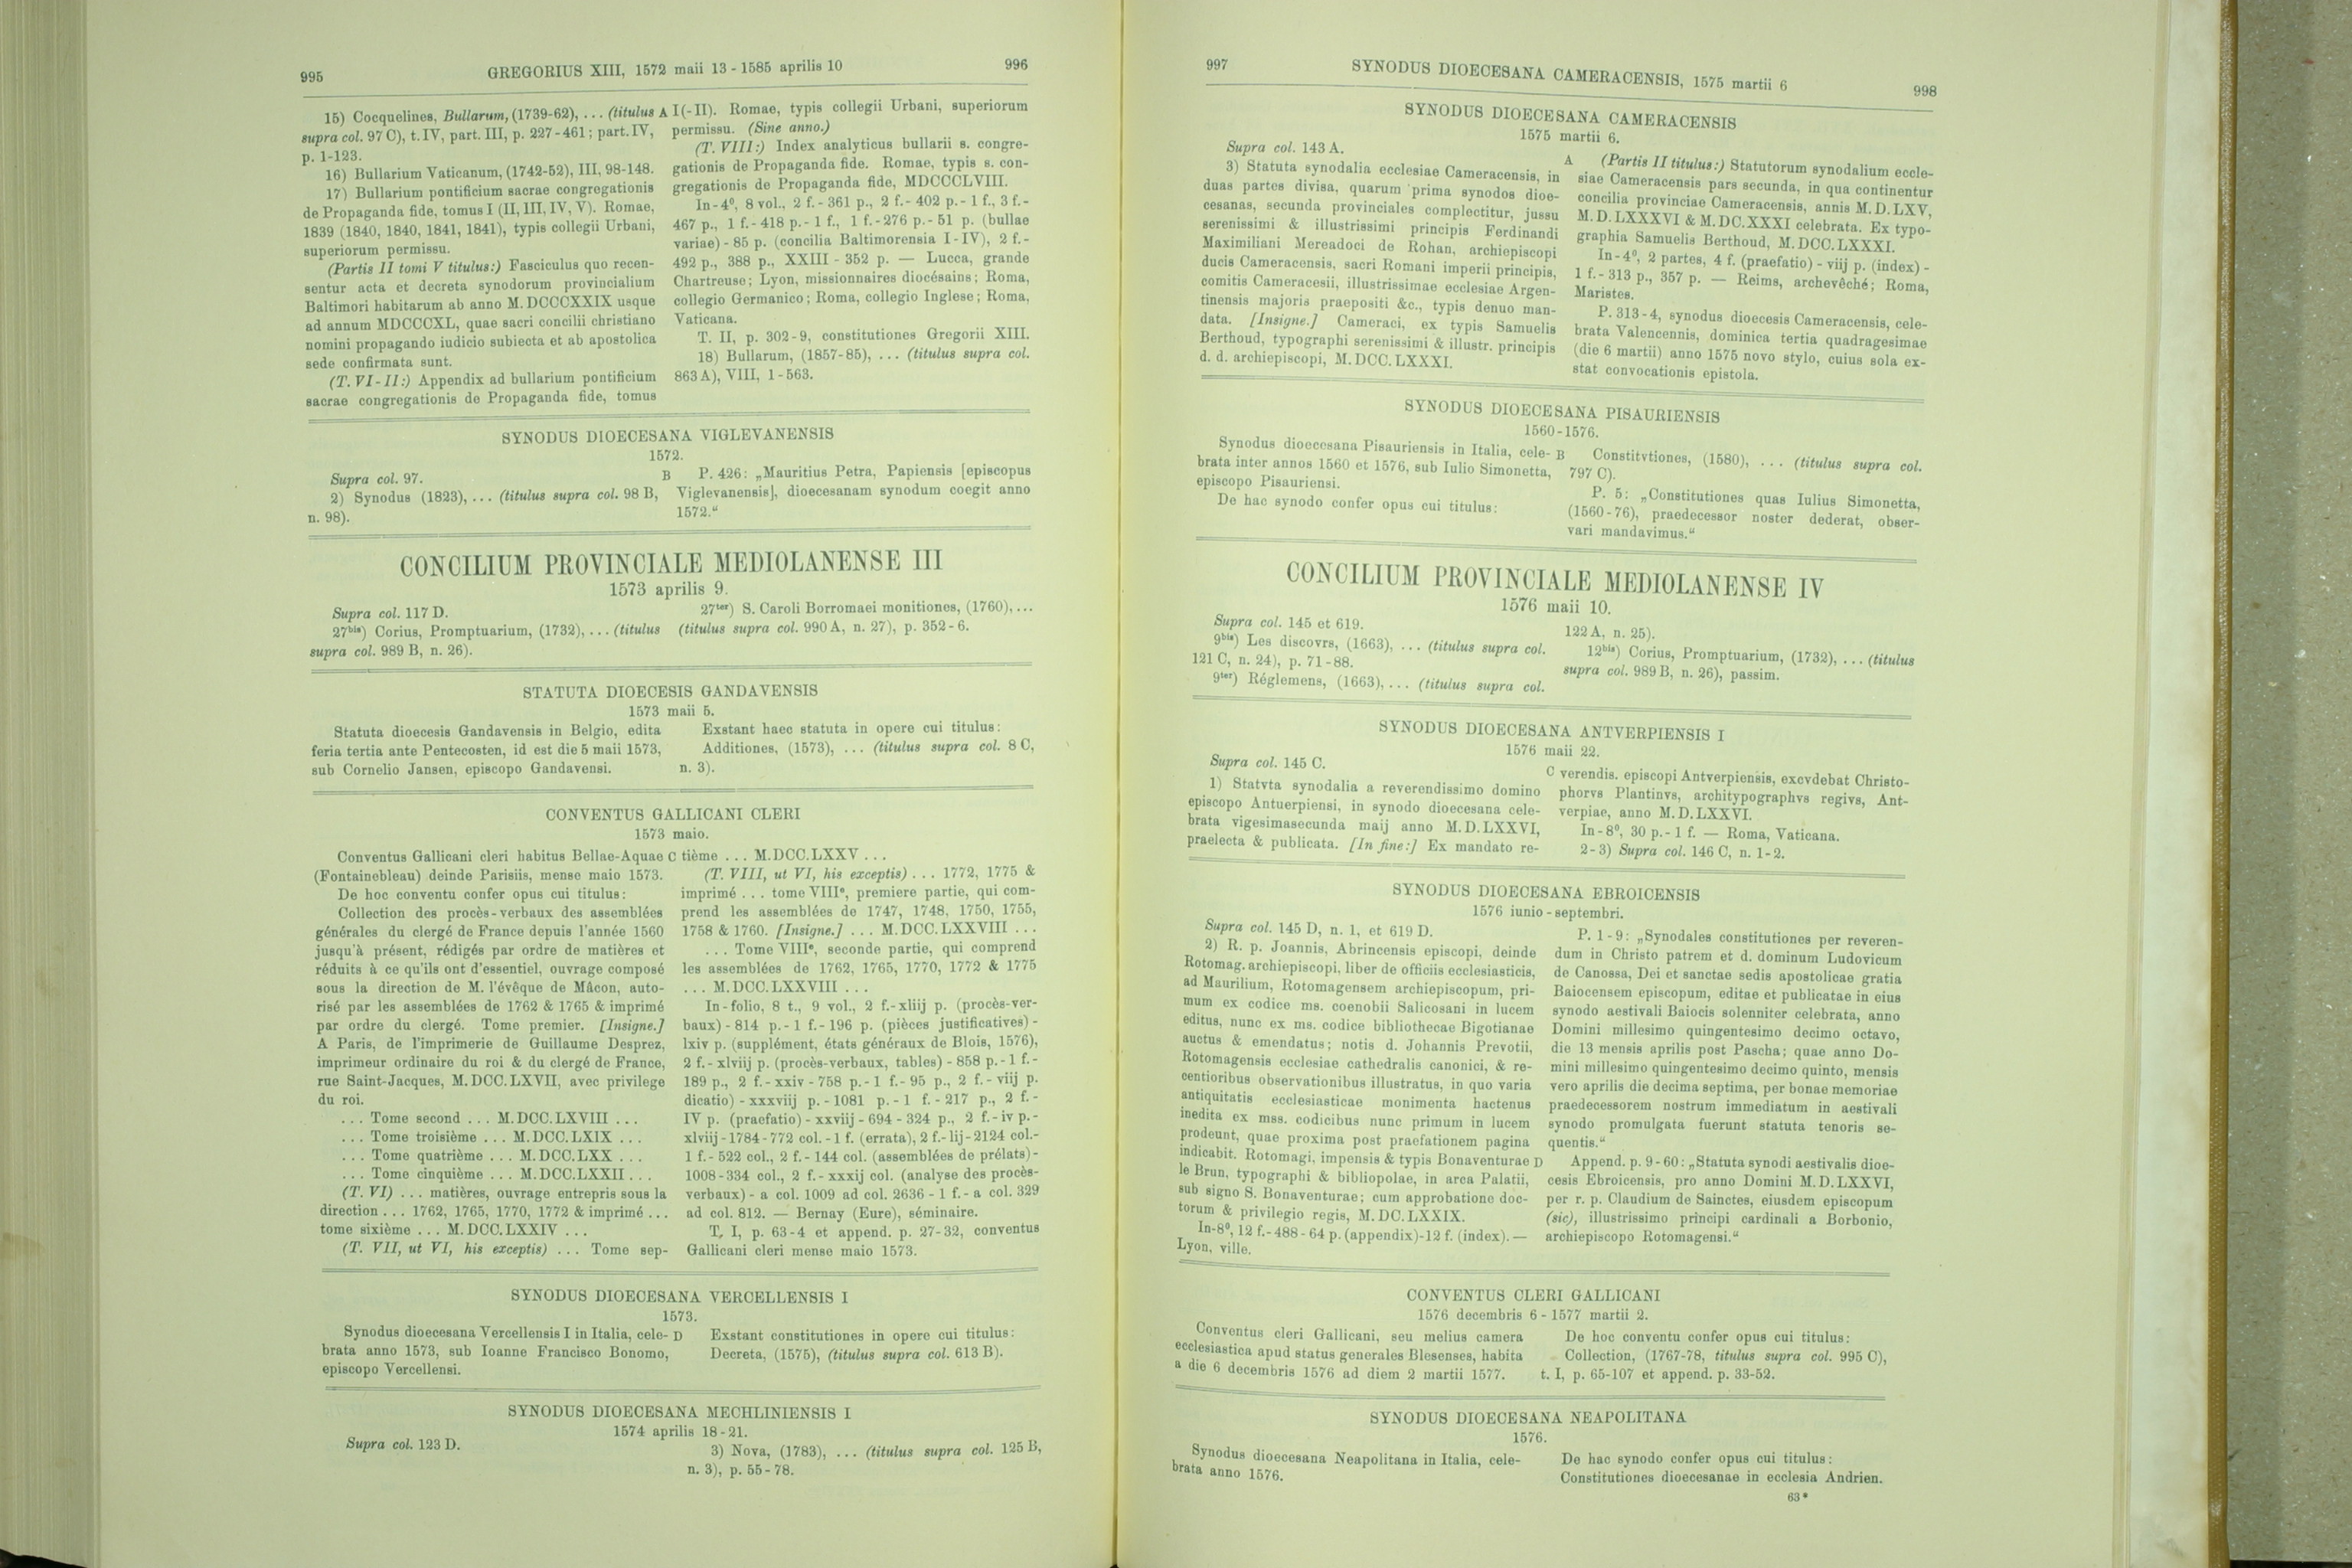 995
GREGORIUS XIII, 1572 maii 13 - 1585 aprilis 10
996
15) Cocquelines, Bullarum, (1739-62), ... (titulus
supra col. 97 C), t. IV, part. III, p. 227-461; part. IV,
p. 1-123.
16) Bullarium Vaticanum, (1742-52), III, 98-148.
17) Bullarium pontificium sacrae congregationis
de Propaganda fide, tomus I (II, III, IV, V). Romae,
1839 (1840, 1840, 1841, 1841), typis collegii Urbani,
superiorum permissu.
(Partis II tomi V titulus:) Fasciculus quo recen-
sentur acta et decreta synodorum provincialium
Baltimori habitarum ab anno M. DCCCXXIX usque
ad annum MDCCCXL, quae sacri concilii christiano
nomini propagando iudicio subiecta et ab apostolica
sede confirmata sunt.
(T. VI-II:) Appendix ad bullarium pontificium
sacrae congregationis de Propaganda fide, tomus
A I(-II). Romae, typis collegii Urbani, superiorum
permissu. (Sine anno.)
(T. VIII:) Index analyticus bullarii s. congre-
gationis de Propaganda fide. Romae, typis s. con-
gregationis de Propaganda fide, MDCCCLVIII.
In-4⁰, 8 vol., 2 f.- 361 p., 2 f.- 402 p.- 1 f., 3 f.-
467 p., 1 f.- 418 p.- 1 f., 1 f.- 276 p.- 51 p. (bullae
variae) - 85 p. (concilia Baltimorensia I-IV), 2 f.-
492 p., 388 p., XXIII - 352 p. — Lucca, grande
Chartreuse; Lyon, missionnaires diocésains; Roma,
collegio Germanico; Roma, collegio Inglese; Roma,
Vaticana.
T. II, p. 302-9, constitutiones Gregorii XIII.
18) Bullarum, (1857-85), ... (titulus supra col.
863 A), VIII, 1-563.
SYNODUS DIOECESANA VIGLEVANENSIS
1572.
Supra col. 97.
2) Synodus (1823), ... (titulus supra col. 98 B,
n. 98).
B P. 426: „Mauritius Petra, Papiensis [episcopus
Viglevanensis], dioecesanam synodum coegit anno
1572.“
CONCILIUM PROVINCIALE MEDIOLANENSE III
1573 aprilis 9.
Supra col. 117 D.
27bis) Corius, Promptuarium, (1732), ... (titulus
supra col. 989 B, n. 26).
27ter) S. Caroli Borromaei monitiones, (1760), ...
(titulus supra col. 990 A, n. 27), p. 352-6.
STATUTA DIOECESIS GANDAVENSIS
1573 maii 5.
Statuta dioecesis Gandavensis in Belgio, edita
feria tertia ante Pentecosten, id est die 5 maii 1573,
sub Cornelio Jansen, episcopo Gandavensi.
Exstant haec statuta in opere cui titulus:
Additiones, (1573), ... (titulus supra col. 8 C,
n. 3).
CONVENTUS GALLICANI CLERI
1573 maio.
Conventus Gallicani cleri habitus Bellae-Aquae
(Fontainebleau) deinde Parisiis, mense maio 1573.
De hoc conventu confer opus cui titulus:
Collection des procès-verbaux des assemblées
générales du clergé de France depuis l'année 1560
jusqu'à présent, rédigés par ordre de matières et
réduits à ce qu'ils ont d'essentiel, ouvrage composé
sous la direction de M. l'évêque de Mâcon, auto-
risé par les assemblées de 1762 & 1765 & imprimé
par ordre du clergé. Tome premier. [Insigne.]
A Paris, de l'imprimerie de Guillaume Desprez,
imprimeur ordinaire du roi & du clergé de France,
rue Saint-Jacques, M. DCC. LXVII, avec privilege
du roi.
... Tome second ... M. DCC. LXVIII ...
... Tome troisième ... M. DCC. LXIX ...
... Tome quatrième ... M. DCC. LXX ...
... Tome cinquième ... M. DCC. LXXII ...
(T. VI) ... matières, ouvrage entrepris sous la
direction ... 1762, 1765, 1770, 1772 & imprimé ...
tome sixième ... M. DCC. LXXIV ...
(T. VII, ut VI, his exceptis) ... Tome sep-
C tième ... M. DCC. LXXV ...
(T. VIII, ut VI, his exceptis) ... 1772, 1775 &
imprimé ... tome VIIIe, premiere partie, qui com-
prend les assemblées de 1747, 1748, 1750, 1755,
1758 & 1760. [Insigne.] ... M. DCC. LXXVIII ...
... Tome VIIIe, seconde partie, qui comprend
les assemblées de 1762, 1765, 1770, 1772 & 1775
... M. DCC. LXXVIII ...
In-folio, 8 t., 9 vol., 2 f.-xliij p. (procès-ver-
baux) - 814 p.- 1 f.- 196 p. (pièces justificatives) -
lxiv p. (supplément, états généraux de Blois, 1576),
2 f.- xlviij p. (procès-verbaux, tables) - 858 p.- 1 f.-
189 p., 2 f.- xxiv - 758 p.- 1 f.- 95 p., 2 f.- viij p.
dicatio) - xxxviij p. - 1081 p. - 1 f. - 217 p., 2 f. -
IV p. (praefatio) - xxviij - 694 - 324 p., 2 f.- iv p.-
xlviij - 1784 - 772 col. - 1 f. (errata), 2 f.- lij - 2124 col.-
1 f.- 522 col., 2 f.- 144 col. (assemblées de prélats) -
1008-334 col., 2 f.- xxxij col. (analyse des procès-
verbaux) - a col. 1009 ad col. 2636 - 1 f.- a col. 329
ad col. 812. — Bernay (Eure), séminaire.
T. I, p. 63-4 et append. p. 27-32, conventus
Gallicani cleri mense maio 1573.
SYNODUS DIOECESANA VERCELLENSIS I
1573.
Synodus dioecesana Vercellensis I in Italia, cele-
brata anno 1573, sub Ioanne Francisco Bonomo,
episcopo Vercellensi.
D Exstant constitutiones in opere cui titulus:
Decreta, (1575), (titulus supra col. 613 B).
SYNODUS DIOECESANA MECHLINIENSIS I
1574 aprilis 18-21.
Supra col. 123 D.
3) Nova, (1783), ... (titulus supra col. 125 B,
n. 3), p. 55-78.
997
SYNODUS DIOECESANA CAMERACENSIS, 1575 martii 6
998
SYNODUS DIOECESANA CAMERACENSIS
1575 martii 6.
Supra col. 143 A.
3) Statuta synodalia ecclesiae Cameracensis, in
duas partes divisa, quarum prima synodos dioe-
cesanas, secunda provinciales complectitur, jussu
serenissimi & illustrissimi principis Ferdinandi
Maximiliani Mereadoci de Rohan, archiepiscopi
ducis Cameracensis, sacri Romani imperii principis,
comitis Cameracesii, illustrissimae ecclesiae Argen-
tinensis majoris praepositi &c., typis denuo man-
data. [Insigne.] Cameraci, ex typis Samuelis
Berthoud, typographi serenissimi & illustr. principis
d. d. archiepiscopi, M. DCC. LXXXI.
A (Partis II titulus:) Statutorum synodalium eccle-
siae Cameracensis pars secunda, in qua continentur
concilia provinciae Cameracensis, annis M. D. LXV,
M. D. LXXXVI & M. DC. XXXI celebrata. Ex typo-
graphia Samuelis Berthoud, M. DCC. LXXXI.
In-4⁰, 2 partes, 4 f. (praefatio) - viij p. (index) -
1 f.- 313 p., 357 p. — Reims, archevêché; Roma,
Maristes.
P. 313-4, synodus dioecesis Cameracensis, cele-
brata Valencennis, dominica tertia quadragesimae
(die 6 martii) anno 1575 novo stylo, cuius sola ex-
stat convocationis epistola.
SYNODUS DIOECESANA PISAURIENSIS
1560-1576.
Synodus dioecesana Pisauriensis in Italia, cele-
brata inter annos 1560 et 1576, sub Iulio Simonetta,
episcopo Pisauriensi.
De hac synodo confer opus cui titulus:
B Constitvtiones, (1580), ... (titulus supra col.
797 C).
P. 5: „Constitutiones quas Iulius Simonetta,
(1560-76), praedecessor noster dederat, obser-
vari mandavimus.“
CONCILIUM PROVINCIALE MEDIOLANENSE IV
1576 maii 10.
Supra col. 145 et 619.
9bis) Les discovrs, (1663), ... (titulus supra col.
121 C, n. 24), p. 71-88.
9ter) Réglemens, (1663), ... (titulus supra col.
122 A, n. 25).
12bis) Corius, Promptuarium, (1732), ... (titulus
supra col. 989 B, n. 26), passim.
SYNODUS DIOECESANA ANTVERPIENSIS I
1576 maii 22.
Supra col. 145 C.
1) Statvta synodalia a reverendissimo domino
episcopo Antuerpiensi, in synodo dioecesana cele-
brata vigesimasecunda maij anno M. D. LXXVI,
praelecta & publicata. [In fine:] Ex mandato re-
C verendis. episcopi Antverpiensis, excvdebat Christo-
phorvs Plantinvs, architypographvs regivs, Ant-
verpiae, anno M. D. LXXVI.
In-8⁰, 30 p.- 1 f. — Roma, Vaticana.
2-3) Supra col. 146 C, n. 1-2.
SYNODUS DIOECESANA EBROICENSIS
1576 iunio - septembri.
Supra col. 145 D, n. 1, et 619 D.
2) R. p. Joannis, Abrincensis episcopi, deinde
Rotomag. archiepiscopi, liber de officiis ecclesiasticis,
ad Maurilium, Rotomagensem archiepiscopum, pri-
mum ex codice ms. coenobii Salicosani in lucem
editus, nunc ex ms. codice bibliothecae Bigotianae
auctus & emendatus; notis d. Johannis Prevotii,
Rotomagensis ecclesiae cathedralis canonici, & re-
centioribus observationibus illustratus, in quo varia
antiquitatis ecclesiasticae monimenta hactenus
inedita ex mss. codicibus nunc primum in lucem
prodeunt, quae proxima post praefationem pagina
indicabit. Rotomagi, impensis & typis Bonaventurae
le Brun, typographi & bibliopolae, in area Palatii,
sub signo S. Bonaventurae; cum approbatione doc-
torum & privilegio regis, M. DC. LXXIX.
In-8⁰, 12 f.- 488 - 64 p. (appendix)-12 f. (index). —
Lyon, ville.
P. 1-9: „Synodales constitutiones per reveren-
dum in Christo patrem et d. dominum Ludovicum
de Canossa, Dei et sanctae sedis apostolicae gratia
Baiocensem episcopum, editae et publicatae in eius
synodo aestivali Baiocis solenniter celebrata, anno
Domini millesimo quingentesimo decimo octavo,
die 13 mensis aprilis post Pascha; quae anno Do-
mini millesimo quingentesimo decimo quinto, mensis
vero aprilis die decima septima, per bonae memoriae
praedecessorem nostrum immediatum in aestivali
synodo promulgata fuerunt statuta tenoris se-
quentis.“
D Append. p. 9-60: „Statuta synodi aestivalis dioe-
cesis Ebroicensis, pro anno Domini M. D. LXXVI,
per r. p. Claudium de Sainctes, eiusdem episcopum
(sic), illustrissimo principi cardinali a Borbonio,
archiepiscopo Rotomagensi.“
CONVENTUS CLERI GALLICANI
1576 decembris 6 - 1577 martii 2.
Conventus cleri Gallicani, seu melius camera
ecclesiastica apud status generales Blesenses, habita
a die 6 decembris 1576 ad diem 2 martii 1577.
De hoc conventu confer opus cui titulus:
Collection, (1767-78, titulus supra col. 995 C),
t. I, p. 65-107 et append. p. 33-52.
SYNODUS DIOECESANA NEAPOLITANA
1576.
Synodus dioecesana Neapolitana in Italia, cele-
brata anno 1576.
De hac synodo confer opus cui titulus:
Constitutiones dioecesanae in ecclesia Andrien.
63*